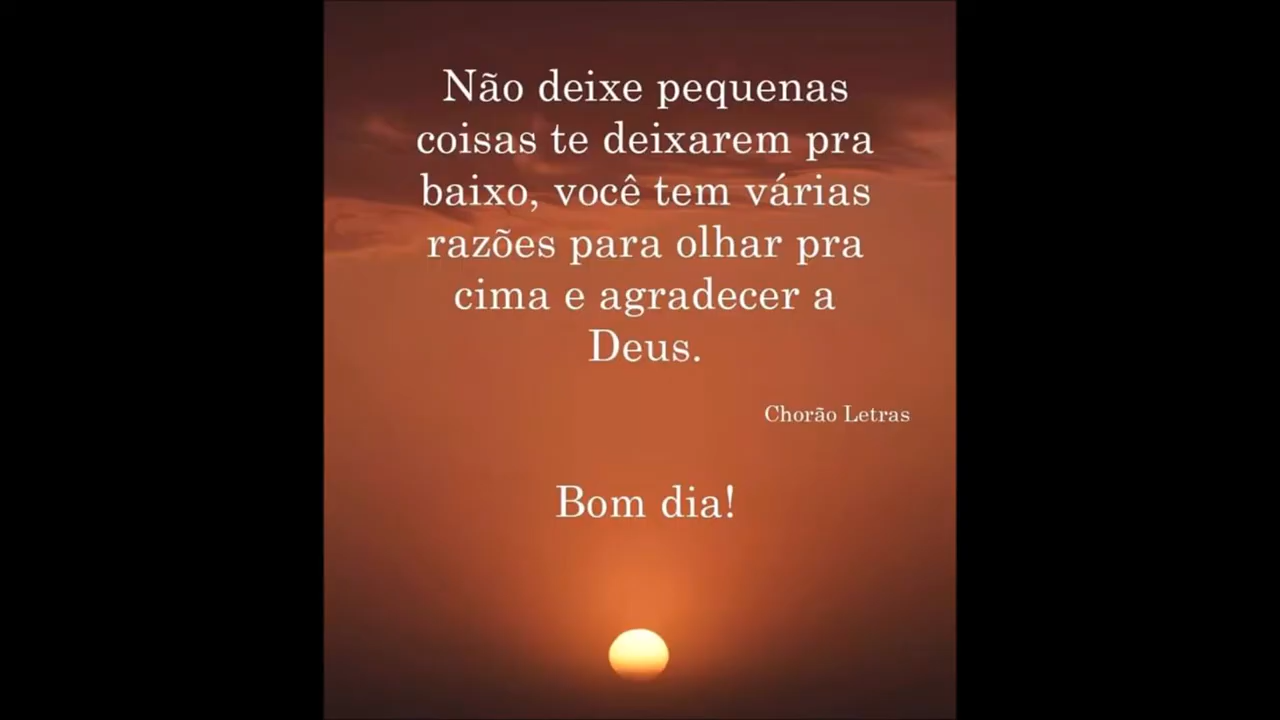 Não deixe pequenas
coisas te deixarem pra
baixo, você tem várias
razões para olhar pra
cima e agradecer a
Deus.
Chorão Letras
Bom dia!